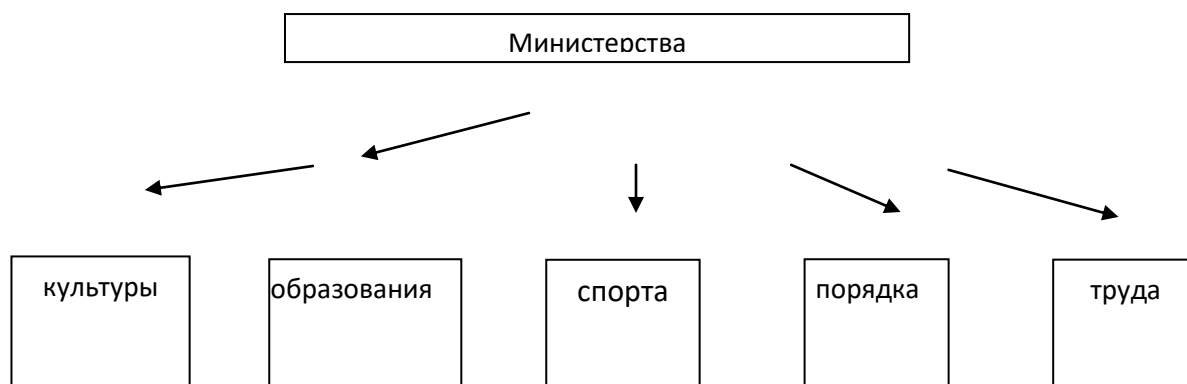 Министерства
культуры
образования
спорта
порядка
труда